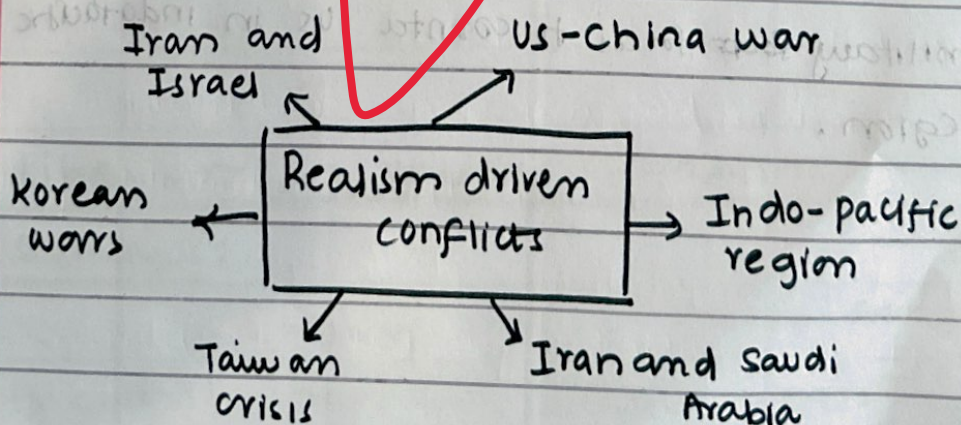 Iran and
Israel
US-China war
Realism driven
conflicts
Korean
wars
Indo-pacific
region
Taiwan
crisis
Iran and Saudi
Arabia